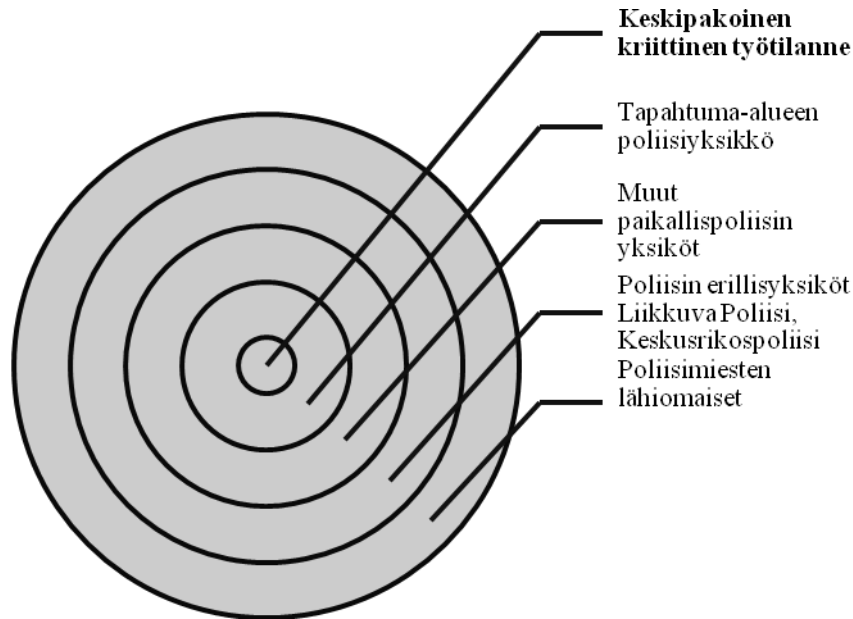 Keskipakoinen
kriittinen työtilanne
Tapahtuma-alueen
poliisiyksikkö
Muut
paikallispoliisin
yksiköt
Poliisin erillisyksiköt
Liikkuva Poliisi,
Keskusrikospoliisi
Poliisimiesten
lähiomaiset